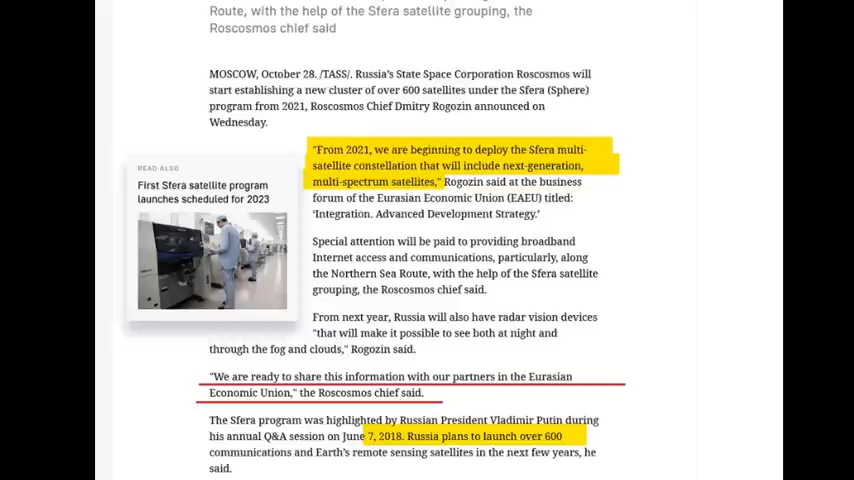 Route, with the help of the Sfera satellite grouping, the
Roscosmos chief said
MOSCOW, October 28. /TASS/. Russia's State Space Corporation Roscosmos will
start establishing a new cluster of over 600 satellites under the Sfera (Sphere)
program from 2021, Roscosmos Chief Dmitry Rogozin announced on
Wednesday.
"From 2021, we are beginning to deploy the Sfera multi-
satellite constellation that will include next-generation,
multi-spectrum satellites," Rogozin said at the business
forum of the Eurasian Economic Union (EAEU) titled:
'Integration. Advanced Development Strategy.'
READ ALSO
First Sfera satellite program
launches scheduled for 2023
Special attention will be paid to providing broadband
Internet access and communications, particularly, along
the Northern Sea Route, with the help of the Sfera satellite
grouping, the Roscosmos chief said.
From next year, Russia will also have radar vision devices
"that will make it possible to see both at night and
through the fog and clouds," Rogozin said.
"We are ready to share this information with our partners in the Eurasian
Economic Union," the Roscosmos chief said.
The Sfera program was highlighted by Russian President Vladimir Putin during
his annual Q&A session on June 7, 2018. Russia plans to launch over 600
communications and Earth's remote sensing satellites in the next few years, he
said.